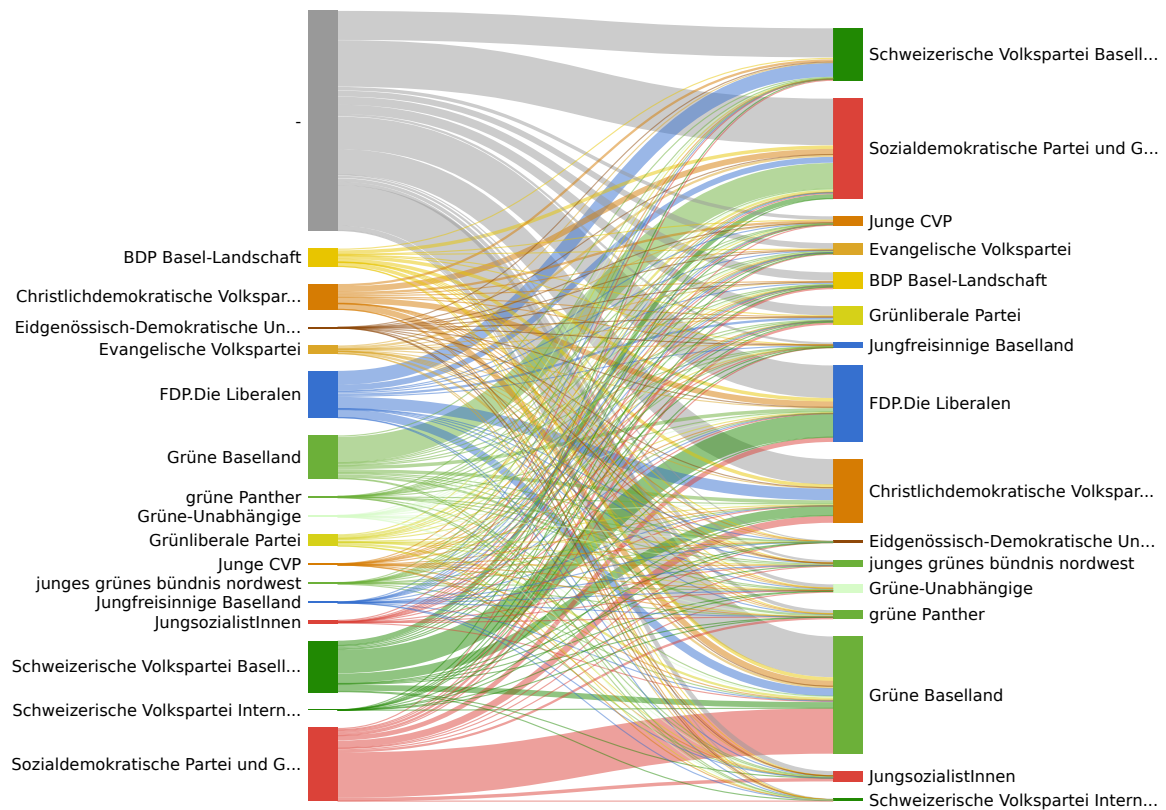 -
BDP Basel-Landschaft
Christlichdemokratische Volkspar...
Eidgenössisch-Demokratische Un...
Evangelische Volkspartei
FDP.Die Liberalen
Grüne Baselland
grüne Panther
Grüne-Unabhängige
Grünliberale Partei
Junge CVP
junges grünes bündnis nordwest
Jungfreisinnige Baselland
JungsozialistInnen
Schweizerische Volkspartei Basell...
Schweizerische Volkspartei Intern...
Sozialdemokratische Partei und G...
Schweizerische Volkspartei Basell...
Sozialdemokratische Partei und G...
Junge CVP
Evangelische Volkspartei
BDP Basel-Landschaft
Grünliberale Partei
Jungfreisinnige Baselland
FDP.Die Liberalen
Christlichdemokratische Volkspar...
Eidgenössisch-Demokratische Un...
junges grünes bündnis nordwest
Grüne-Unabhängige
grüne Panther
Grüne Baselland
JungsozialistInnen
Schweizerische Volkspartei Intern...